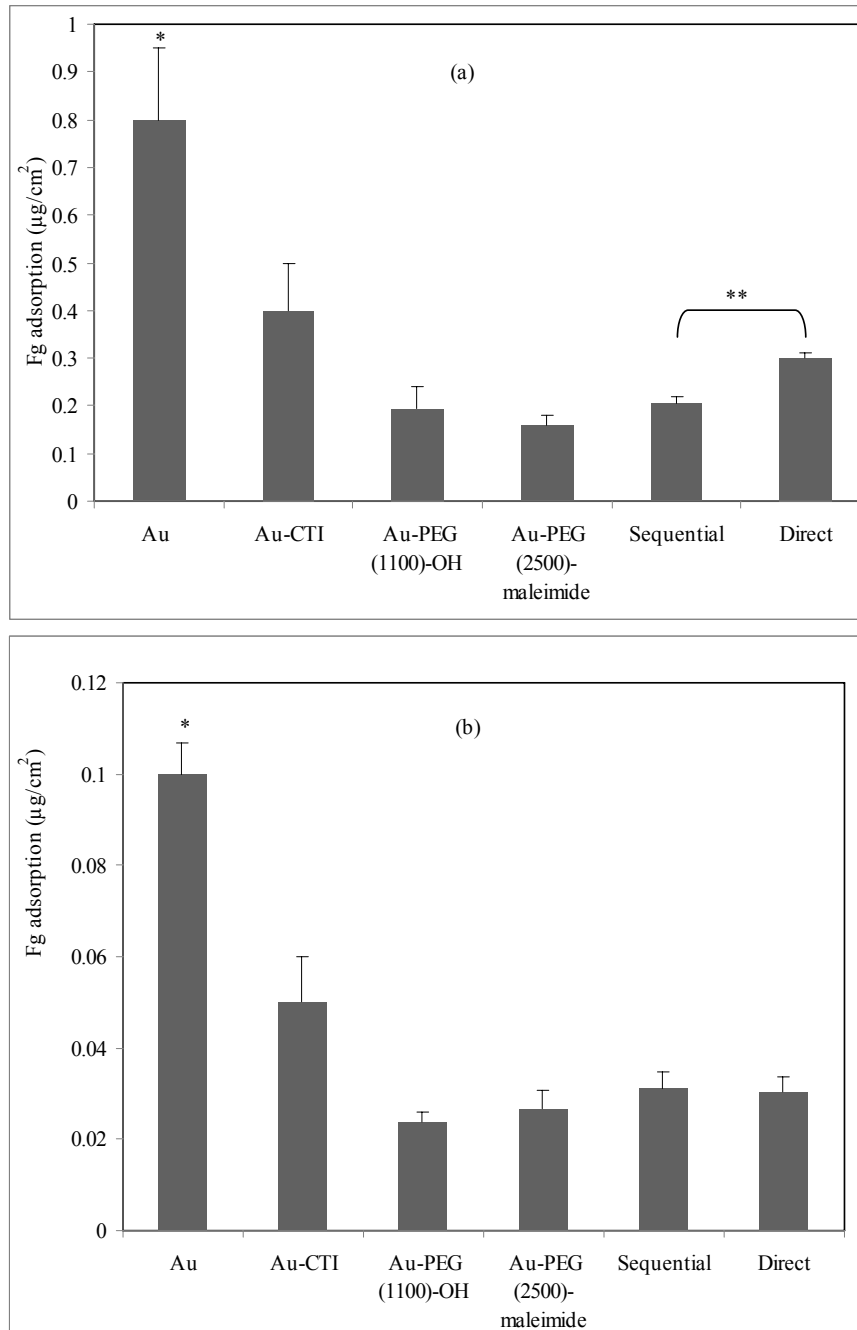 1
0.9
0.8
0.7
0.6
0.5
0.4
0.3
0.2
0.1
0
Fg adsorption (µg/cm²)
(a)
*
**
Au Au-CTI Au-PEG Au-PEG Sequential Direct
(1100)-OH (2500)-
maleimide
0.12
0.1
0.08
0.06
0.04
0.02
0
Fg adsorption (µg/cm²)
(b)
*
Au Au-CTI Au-PEG Au-PEG Sequential Direct
(1100)-OH (2500)-
maleimide